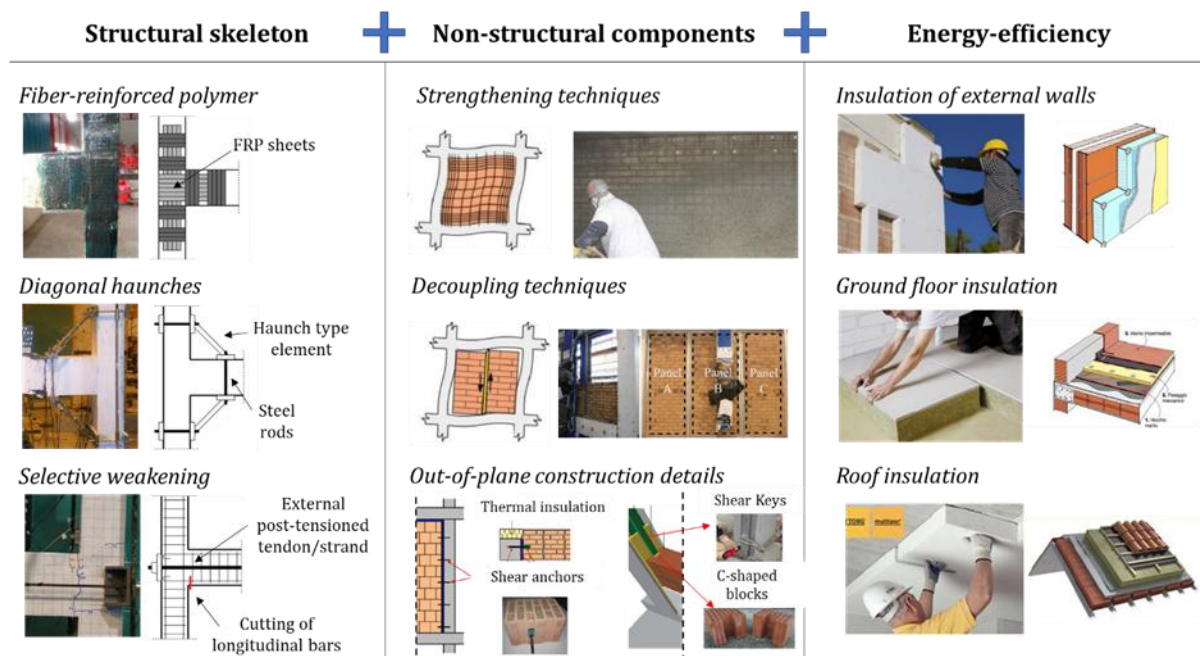 Structural skeleton
Non-structural components
Energy-efficiency
Fiber-reinforced polymer
FRP sheets
Diagonal haunches
Haunch type
element
Steel
rods
Selective weakening
External
post-tensioned
tendon/strand
Cutting of
longitudinal bars
Strengthening techniques
Decoupling techniques
Panel
A
Panel
B
Panel
C
Out-of-plane construction details
Thermal insulation
Shear anchors
Shear Keys
C-shaped
blocks
Insulation of external walls
Ground floor insulation
Roof insulation